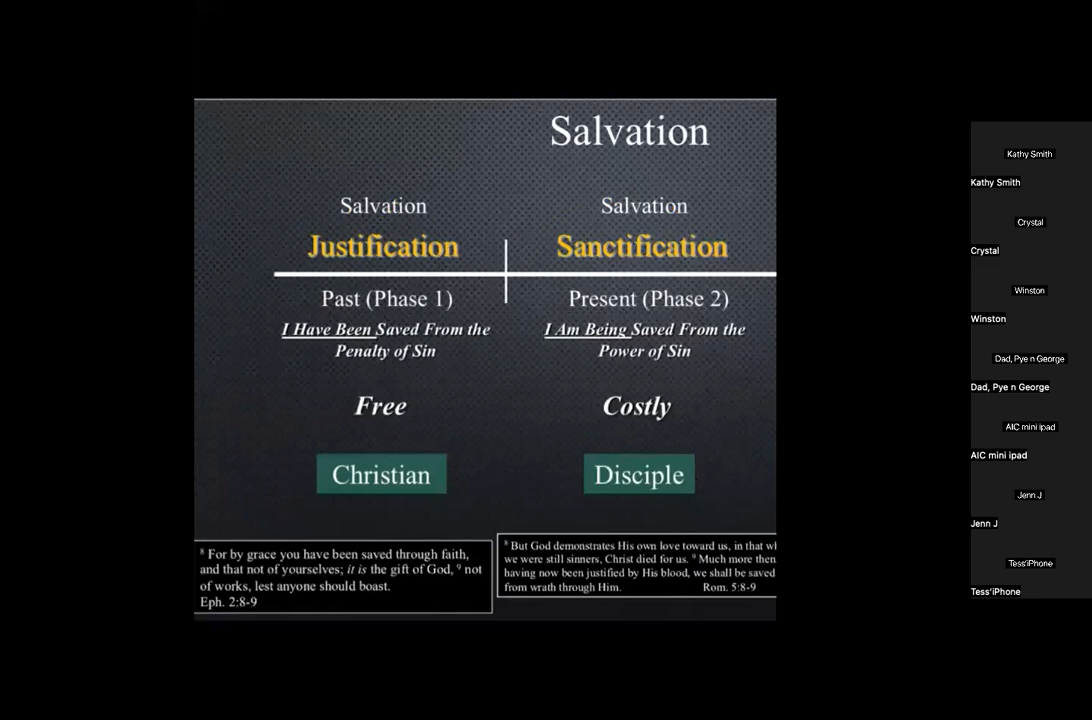 Salvation
Salvation
Justification
Past (Phase 1)
I Have Been Saved From the
Penalty of Sin
Free
Christian
Salvation
Sanctification
Present (Phase 2)
I Am Being Saved From the
Power of Sin
Costly
Disciple
8 For by grace you have been saved through faith,
and that not of yourselves; it is the gift of God, 9 not
of works, lest anyone should boast.
Eph. 2:8-9
8 But God demonstrates His own love toward us, in that
we were still sinners, Christ died for us. 9 Much more then
having now been justified by His blood, we shall be saved
from wrath through Him. Rom. 5:8-9
Kathy Smith
Kathy Smith
Crystal
Crystal
Winston
Winston
Dad, Pye n George
Dad, Pye n George
AIC mini ipad
AIC mini ipad
Jenn J
Jenn J
Tess'iPhone
Tess'iPhone